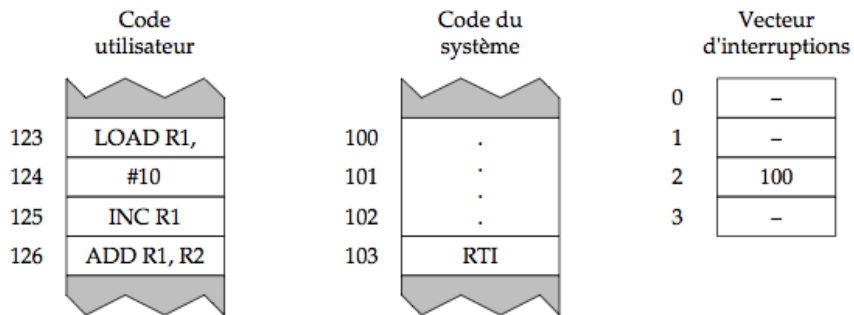 Code
utilisateur
123 LOAD R1,
124 #10
125 INC R1
126 ADD R1, R2
Code du
système
100 .
101 .
.
102 .
103 RTI
Vecteur
d'interruptions
0 –
1 –
2 100
3 –